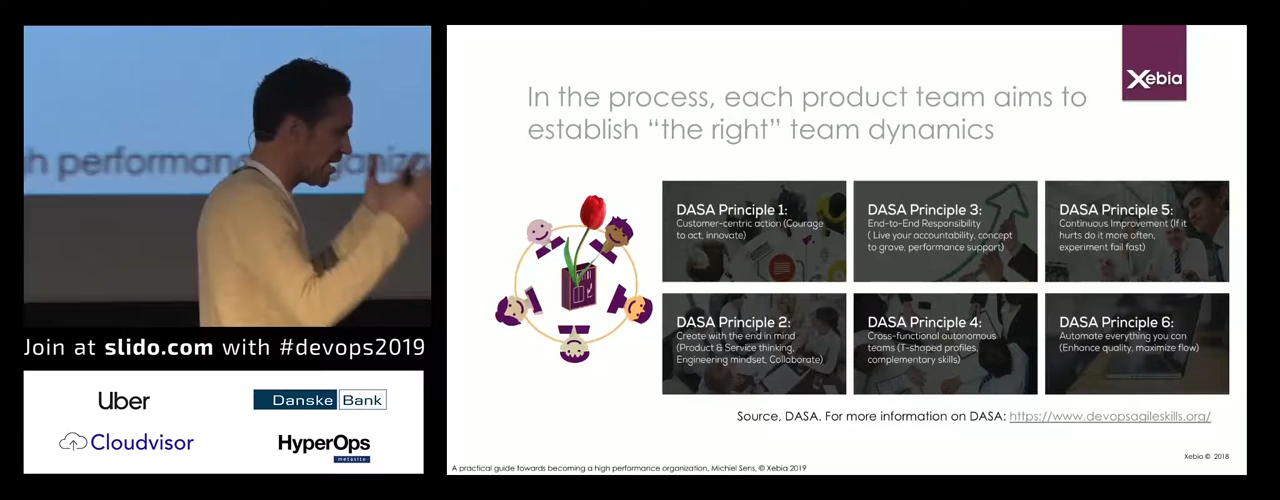 h performan
ganiza
Join at slido.com with #devops2019
Uber
Danske Bank
Cloudvisor
HyperOps
metasite
Xebia
In the process, each product team aims to
establish “the right” team dynamics
DASA Principle 1:
Customer-centric action (Courage
to act, innovate)
DASA Principle 3:
End-to-End Responsibility
( Live your accountability, concept
to grave, performance support)
DASA Principle 5:
Continuous Improvement (If it
hurts do it more often,
experiment fail fast)
DASA Principle 2:
Create with the end in mind
(Product & Service thinking,
Engineering mindset, Collaborate)
DASA Principle 4:
Cross-functional autonomous
teams (T-shaped profiles,
complementary skills)
DASA Principle 6:
Automate everything you can
(Enhance quality, maximize flow)
Source, DASA. For more information on DASA: https://www.devopsagileskills.org/
Xebia © 2018
A practical guide towards becoming a high performance organization, Michiel Sens, © Xebia 2019